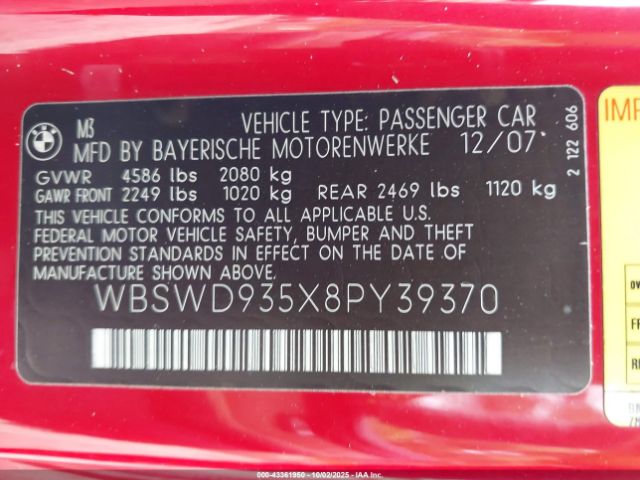 BMW
M3 VEHICLE TYPE: PASSENGER CAR
MFD BY BAYERISCHE MOTORENWERKE 12/07
GVWR 4586 lbs 2080 kg
GAWR FRONT 2249 lbs 1020 kg REAR 2469 lbs 1120 kg
THIS VEHICLE CONFORMS TO ALL APPLICABLE U.S.
FEDERAL MOTOR VEHICLE SAFETY, BUMPER AND THEFT
PREVENTION STANDARDS IN EFFECT ON THE DATE OF
MANUFACTURE SHOWN ABOVE
WBSWD935X8PY39370
2 122 606
IMP
Copyright 43361950 - 10/02/2025 - IAA Inc.